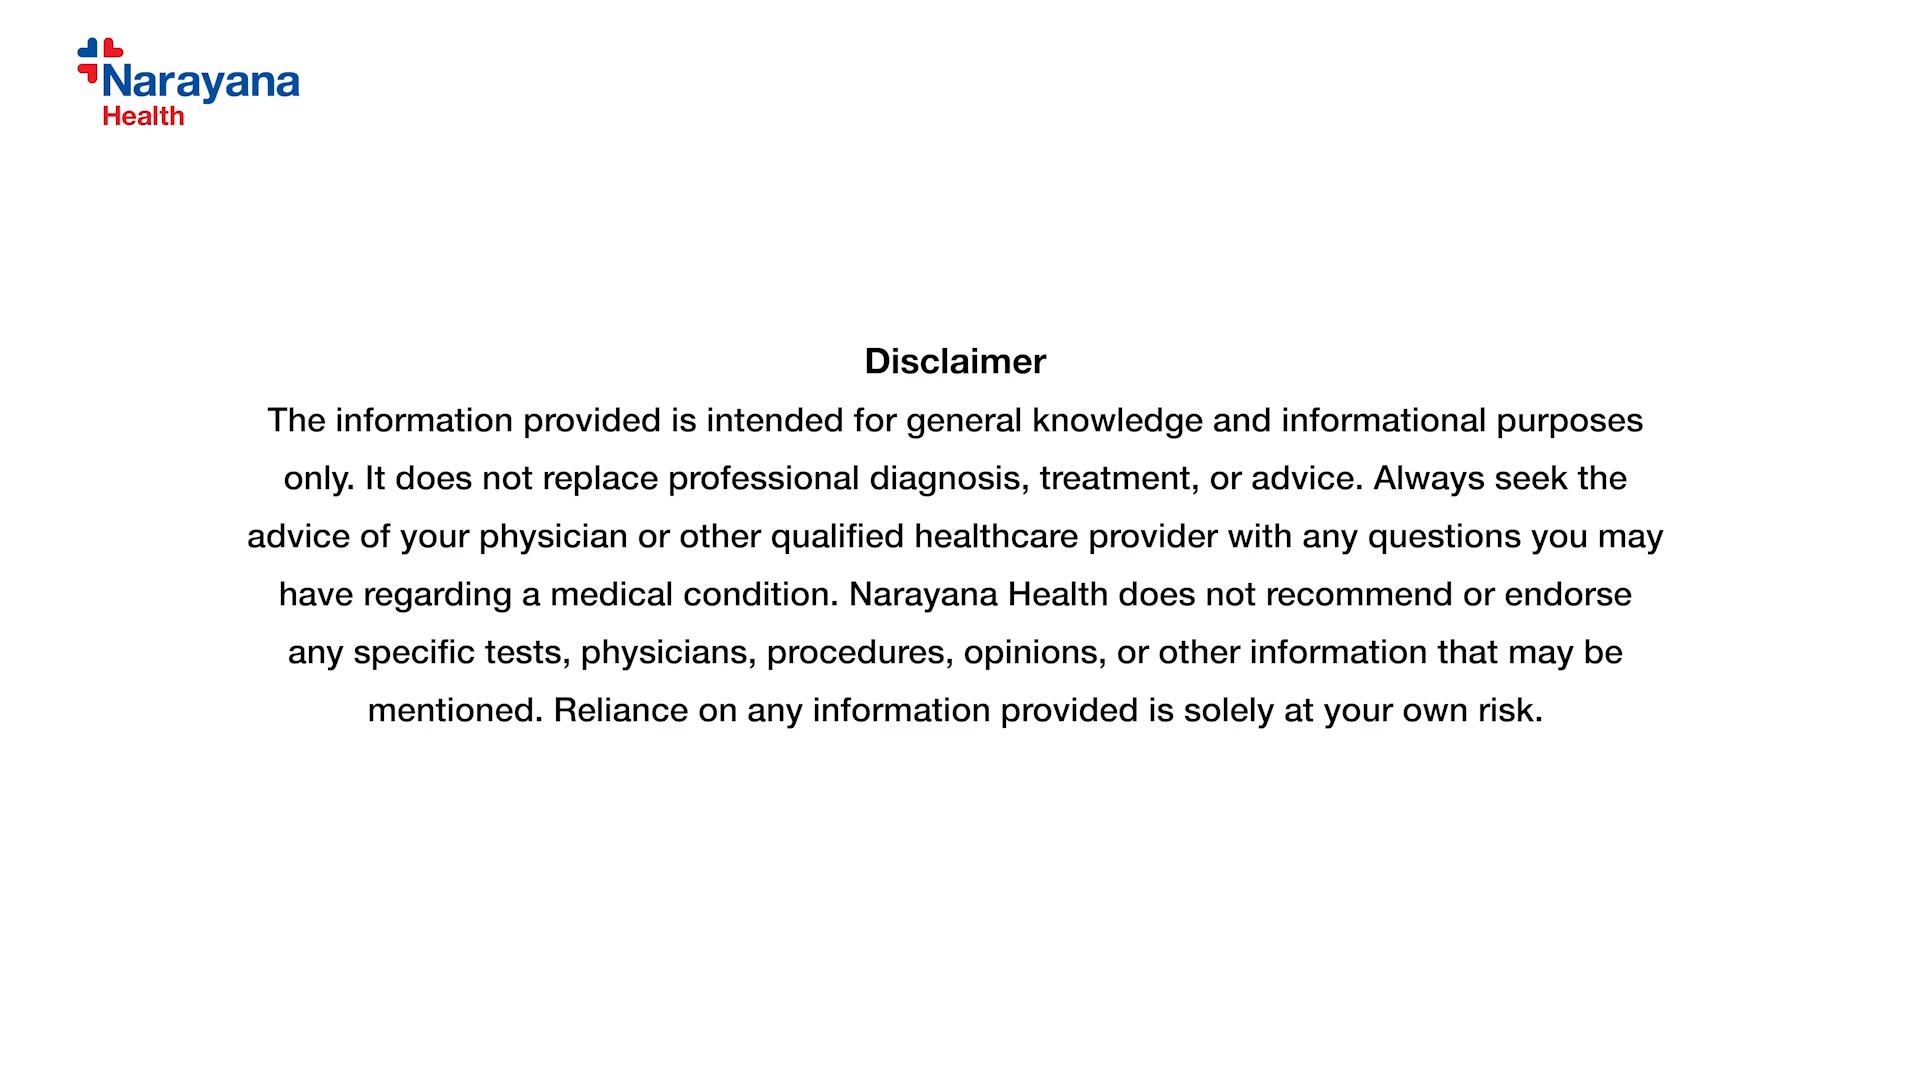 Narayana
Health
Disclaimer
The information provided is intended for general knowledge and informational purposes
only. It does not replace professional diagnosis, treatment, or advice. Always seek the
advice of your physician or other qualified healthcare provider with any questions you may
have regarding a medical condition. Narayana Health does not recommend or endorse
any specific tests, physicians, procedures, opinions, or other information that may be
mentioned. Reliance on any information provided is solely at your own risk.